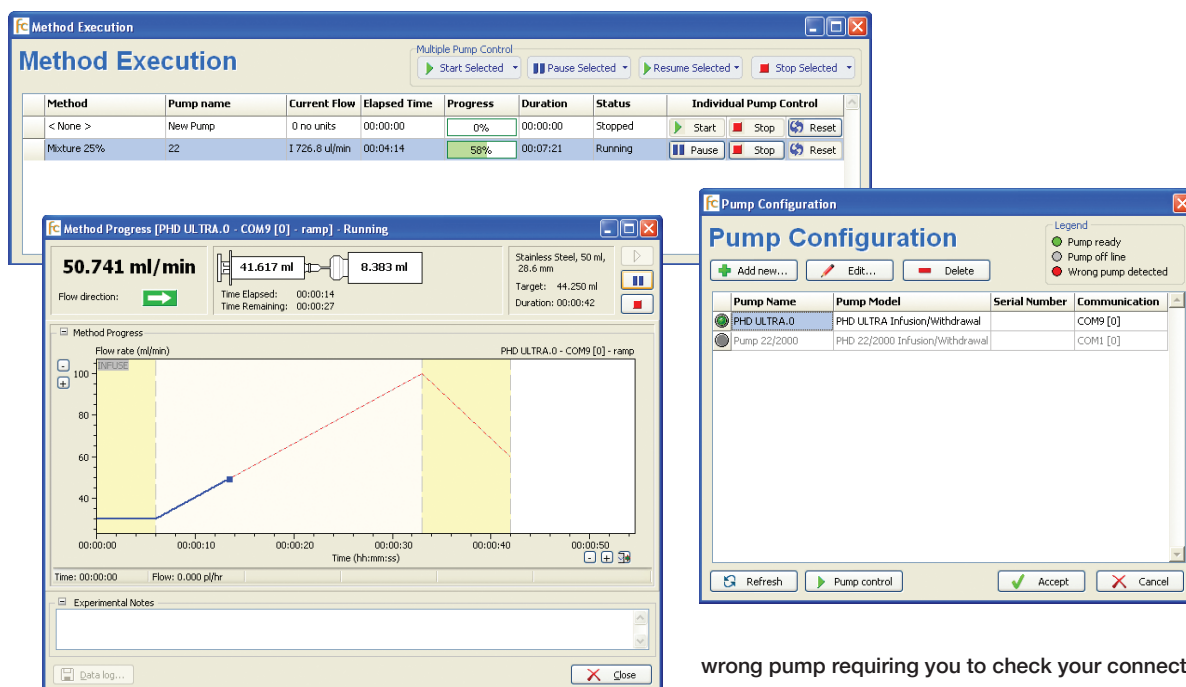 fc Method Execution
Method Execution
Multiple Pump Control
Start Selected Pause Selected Resume Selected Stop Selected
Method Pump name Current Flow Elapsed Time Progress Duration Status Individual Pump Control
< None > New Pump 0 no units 00:00:00 0% 00:00:00 Stopped Start Stop Reset
Mixture 25% 22 I 726.8 ul/min 00:04:14 58% 00:07:21 Running Pause Stop Reset
fc Method Progress [PHD ULTRA.0 - COM9 [0] - ramp] - Running
50.741 ml/min
Flow direction:
41.617 ml 8.383 ml
Time Elapsed: 00:00:14
Time Remaining: 00:00:27
Stainless Steel, 50 ml,
28.6 mm
Target: 44.250 ml
Duration: 00:00:42
Method Progress
Flow rate (ml/min) PHD ULTRA.0 - COM9 [0] - ramp
INFUSE
100
80
60
40
00:00:00 00:00:10 00:00:20 00:00:30 00:00:40 00:00:50
Time (hh:mm:ss)
Time: 00:00:00 Flow: 0.000 pl/hr
Experimental Notes
Data log... Close
fc Pump Configuration
Pump Configuration
Legend
Pump ready
Pump off line
Wrong pump detected
Add new... Edit... Delete
Pump Name Pump Model Serial Number Communication
PHD ULTRA.0 PHD ULTRA Infusion/Withdrawal COM9 [0]
Pump 22/2000 PHD 22/2000 Infusion/Withdrawal COM1 [0]
Refresh Pump control Accept Cancel
wrong pump requiring you to check your connect